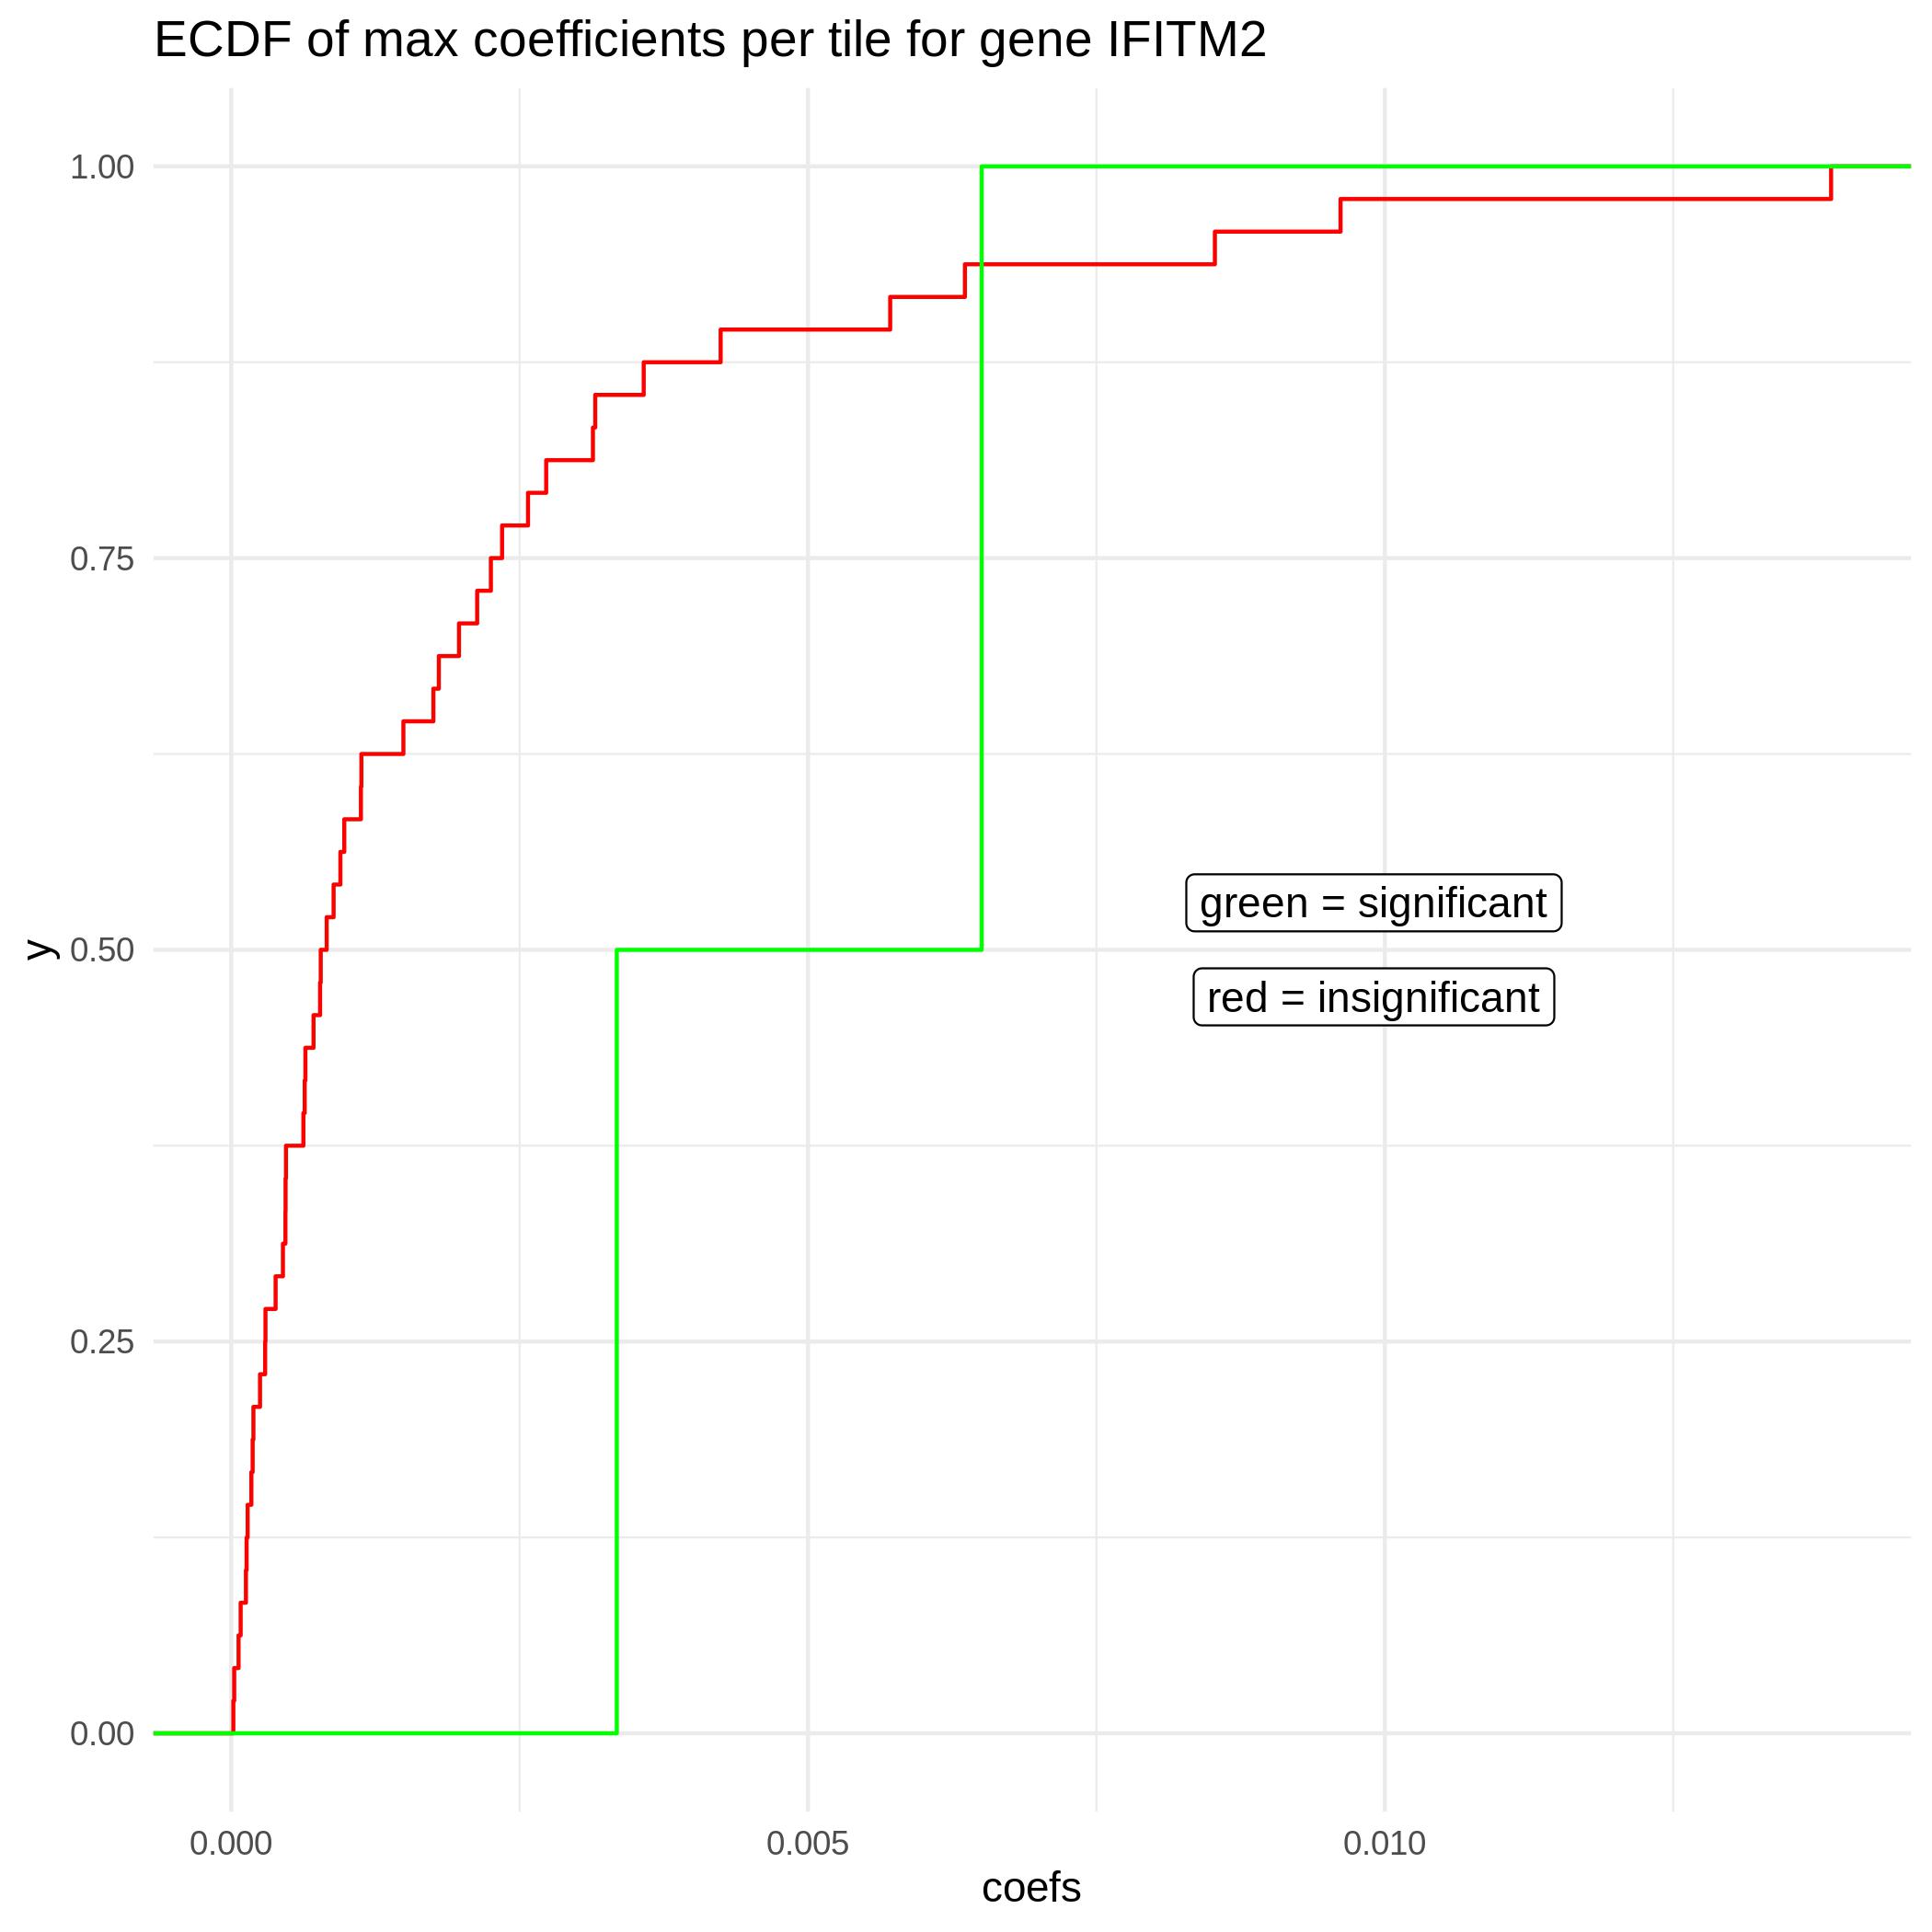 ECDF of max coefficients per tile for gene IFITM2
1.00
0.75
0.50
0.25
0.00
y
green = significant
red = insignificant
0.000
0.005
0.010
coefs